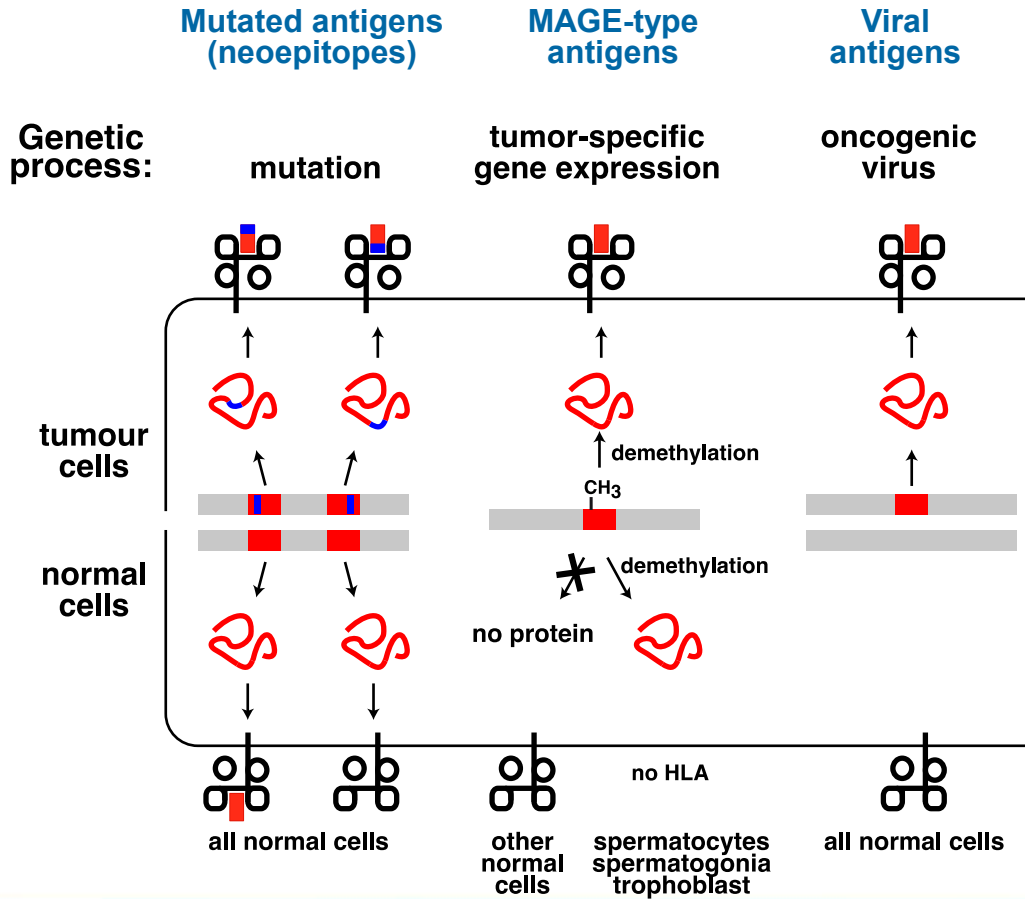 Mutated antigens
(neoepitopes)
MAGE-type
antigens
Viral
antigens
Genetic
process:
mutation
tumor-specific
gene expression
oncogenic
virus
tumour
cells
demethylation
CH3
normal
cells
demethylation
no protein
no HLA
all normal cells
other
normal
cells
spermatocytes
spermatogonia
trophoblast
all normal cells